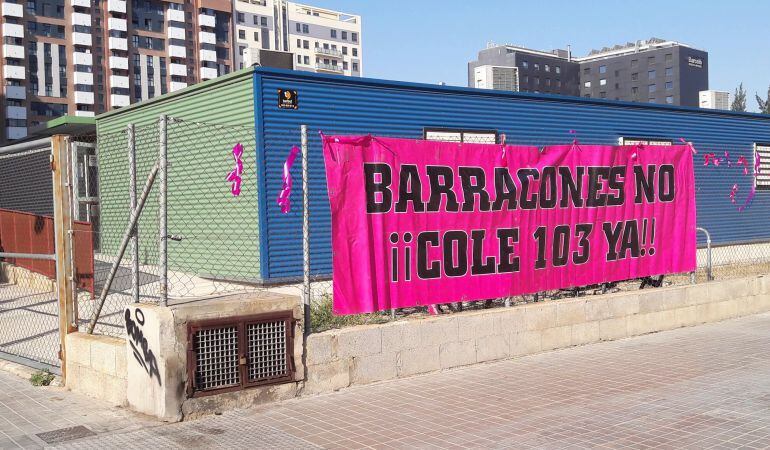 BARRACONES NO
¡¡COLE 103 YA!!